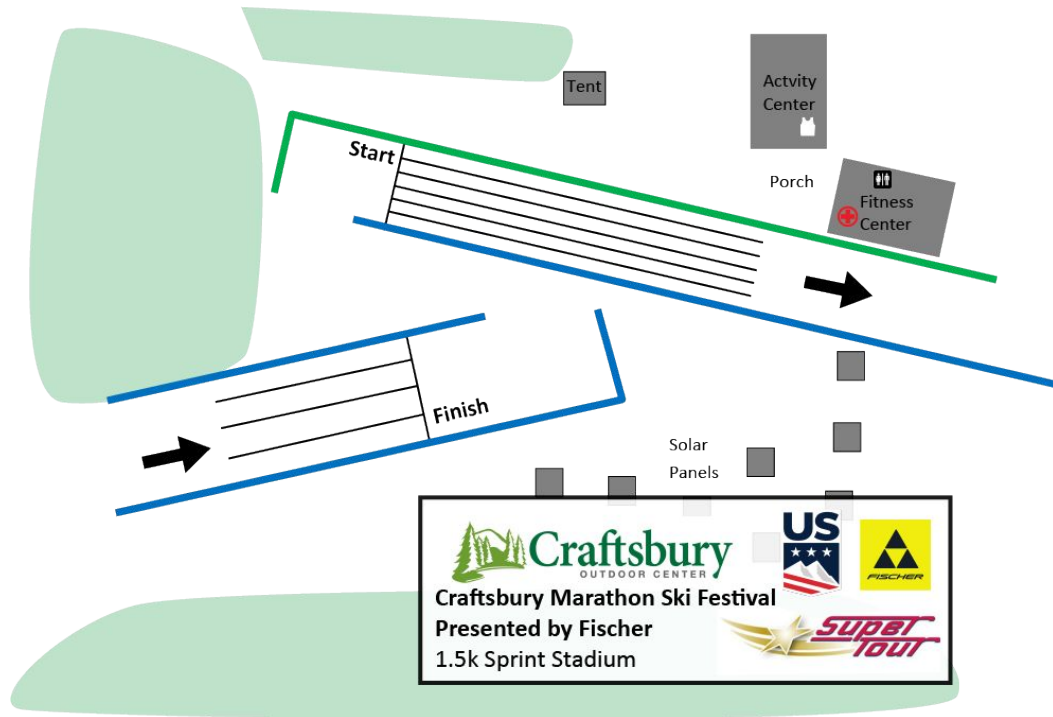 Tent
Actvity
Center
Start
Porch
Fitness
Center
Finish
Solar
Panels
Craftsbury
OUTDOOR CENTER
US
FISCHER
Craftsbury Marathon Ski Festival
Presented by Fischer
1.5k Sprint Stadium
SUPER
TOUR